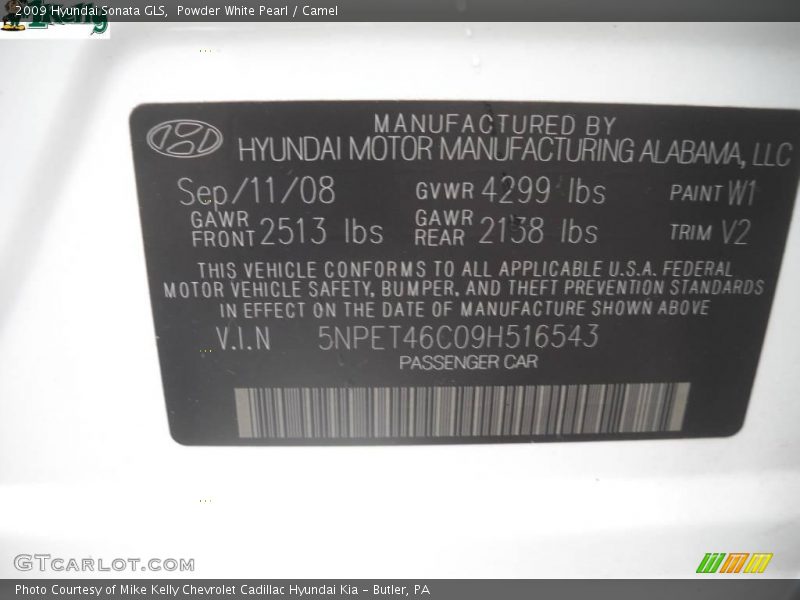 2009 Hyundai Sonata GLS, Powder White Pearl / Camel
MANUFACTURED BY
HYUNDAI MOTOR MANUFACTURING ALABAMA, LLC
Sep/11/08 GVWR 4299 lbs PAINT W1
GAWR FRONT 2513 lbs GAWR REAR 2138 lbs TRIM V2
THIS VEHICLE CONFORMS TO ALL APPLICABLE U.S.A. FEDERAL
MOTOR VEHICLE SAFETY, BUMPER, AND THEFT PREVENTION STANDARDS
IN EFFECT ON THE DATE OF MANUFACTURE SHOWN ABOVE
V.I.N 5NPET46C09H516543
PASSENGER CAR
GTCARLOT.COM
Photo Courtesy of Mike Kelly Chevrolet Cadillac Hyundai Kia – Butler, PA